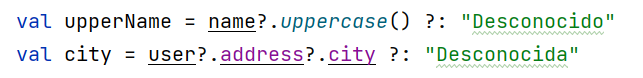 val upperName = name?.uppercase() ?: "Desconocido"
val city = user?.address?.city ?: "Desconocida"